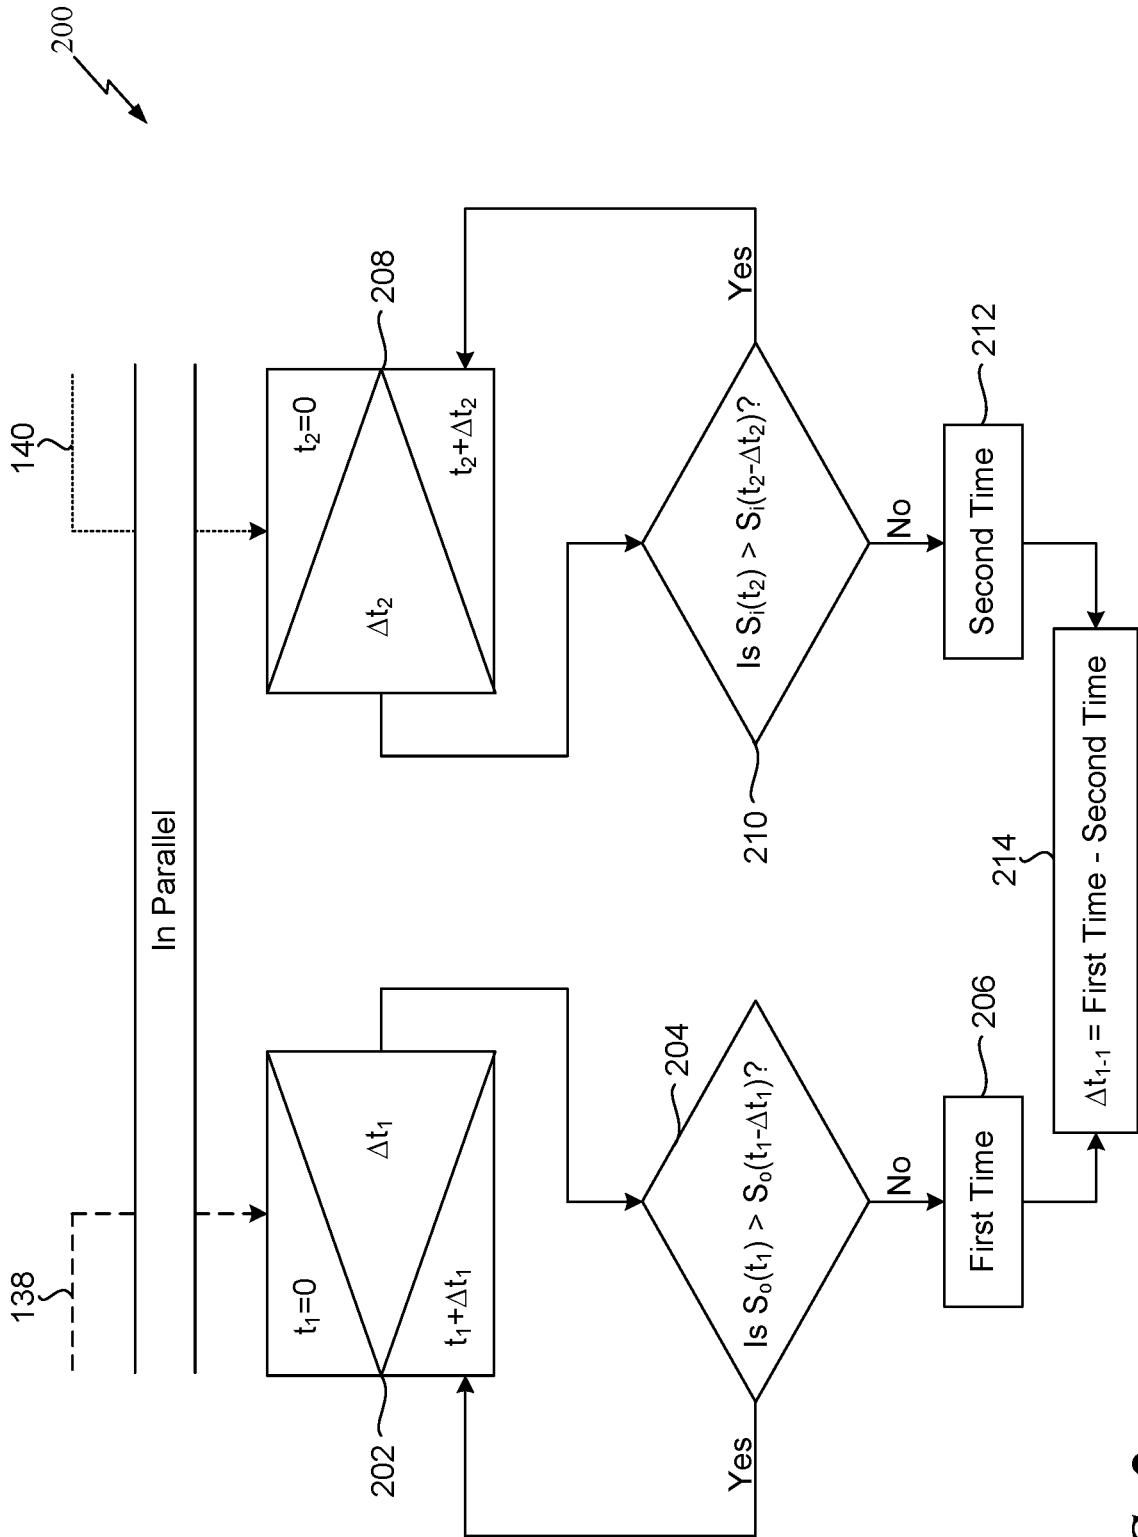 200
138
140
In Parallel
t₁=0
Δt₁
t₁+Δt₁
202
t₂=0
Δt₂
t₂+Δt₂
208
Is Sₒ(t₁) > Sₒ(t₁-Δt₁)?
204
Yes
No
Is Sᵢ(t₂) > Sᵢ(t₂-Δt₂)?
210
Yes
No
First Time
206
Second Time
212
214
Δt₁₋₁ = First Time - Second Time